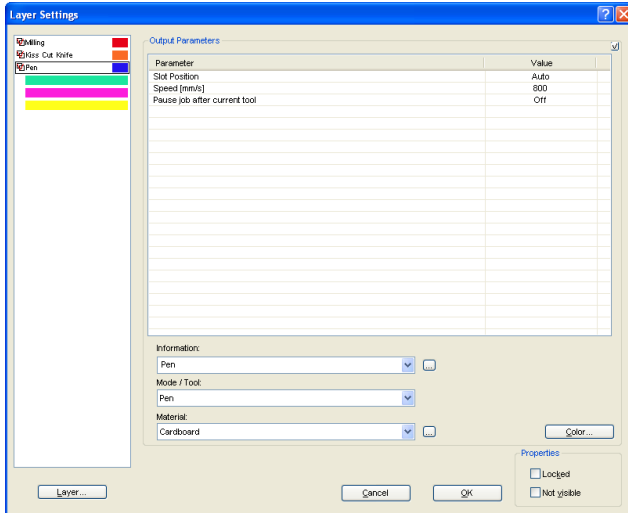 Layer Settings
Milling
Kiss Cut Knife
Pen
Output Parameters
Parameter Value
Slot Position Auto
Speed [mm/s] 800
Pause job after current tool Off
Information:
Pen
...
Mode / Tool:
Pen
Material:
Cardboard
...
Color...
Properties
Locked
Not visible
Layer...
Cancel
OK